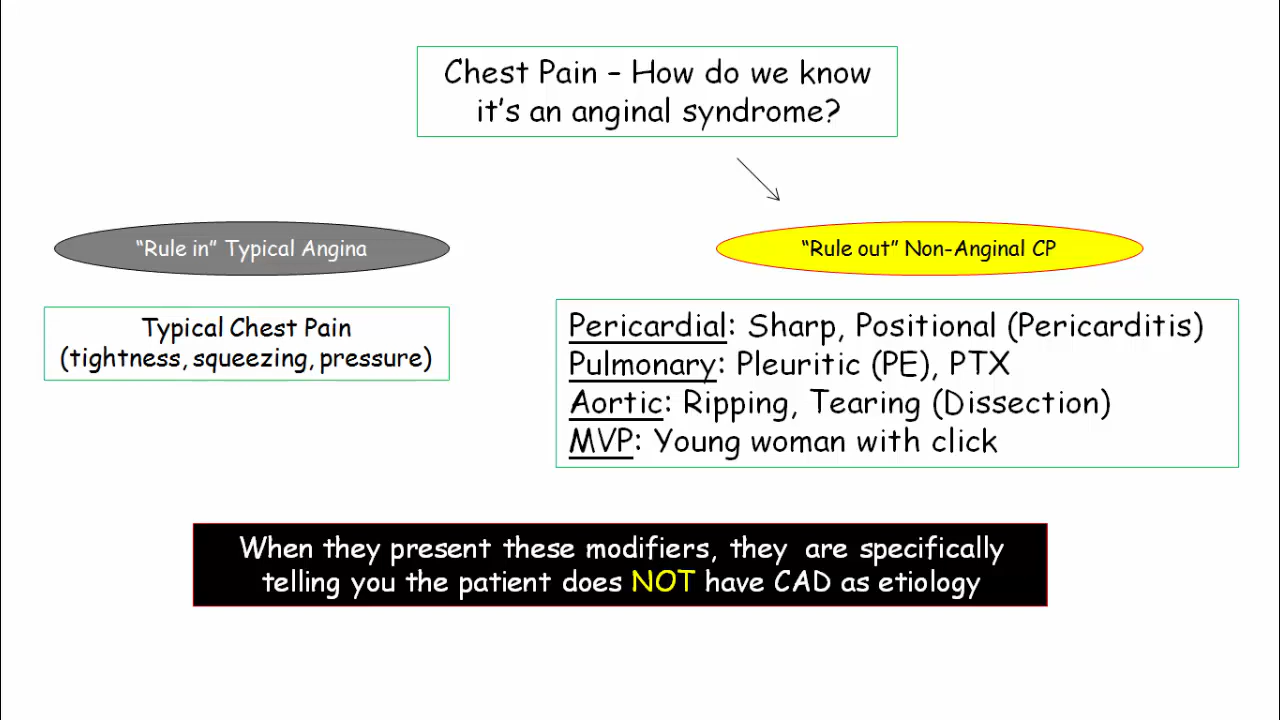 Chest Pain – How do we know
it's an anginal syndrome?
“Rule in” Typical Angina
“Rule out” Non-Anginal CP
Typical Chest Pain
(tightness, squeezing, pressure)
Pericardial: Sharp, Positional (Pericarditis)
Pulmonary: Pleuritic (PE), PTX
Aortic: Ripping, Tearing (Dissection)
MVP: Young woman with click
When they present these modifiers, they are specifically
telling you the patient does NOT have CAD as etiology